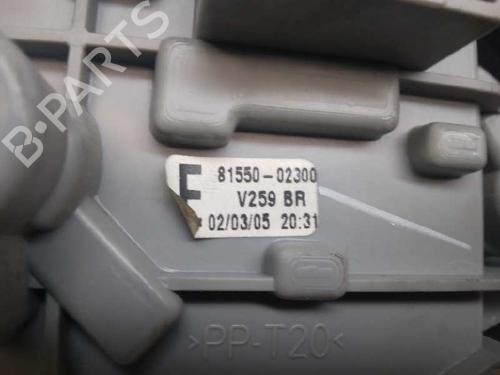 B-PARTS
E 81550-02300
V259 BR
02/03/05 20:31
>PP-T20<